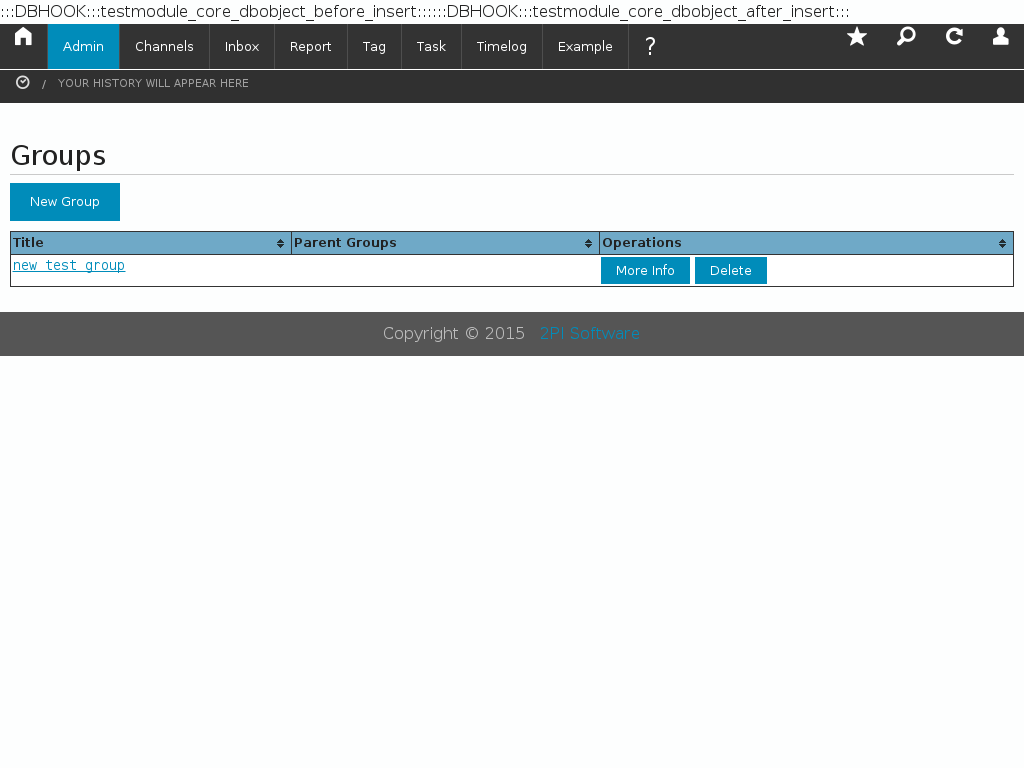 :::DBHOOK:::testmodule_core_dbobject_before_insert::::::DBHOOK:::testmodule_core_dbobject_after_insert:::
Admin Channels Inbox Report Tag Task Timelog Example ?
/ YOUR HISTORY WILL APPEAR HERE
Groups
New Group
Title Parent Groups Operations
new test group More Info Delete
Copyright © 2015 2PI Software